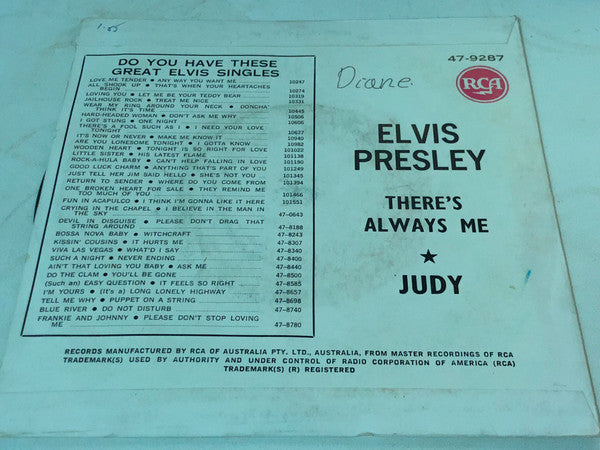 1-05
DO YOU HAVE THESE
GREAT ELVIS SINGLES
LOVE ME TENDER ● ANY WAY YOU WANT ME 10247
ALL SHOOK UP ● THAT'S WHEN YOUR HEARTACHES
BEGIN 10274
LOVING YOU ● LET ME BE YOUR TEDDY BEAR 10319
JAILHOUSE ROCK ● TREAT ME NICE 10331
WEAR MY RING AROUND YOUR NECK ● DONCHA'
THINK IT'S TIME 10445
HARD-HEADED WOMAN ● DON'T ASK ME WHY 10506
I GOT STUNG ● ONE NIGHT 10606
THERE'S A FOOL SUCH AS I ● I NEED YOUR LOVE
TONIGHT 10677
IT'S NOW OR NEVER ● MAKE ME KNOW IT 10940
ARE YOU LONESOME TONIGHT ● I GOTTA KNOW 10982
WOODEN HEART ● TONIGHT IS SO RIGHT FOR LOVE 101022
LITTLE SISTER ● HIS LATEST FLAME 101138
ROCK-A-HULA BABY ● CAN'T HELP FALLING IN LOVE 101190
GOOD LUCK CHARM ● ANYTHING THAT'S PART OF YOU 101249
JUST TELL HER JIM SAID HELLO ● SHE'S NOT YOU 101345
RETURN TO SENDER ● WHERE DO YOU COME FROM 101394
ONE BROKEN HEART FOR SALE ● THEY REMIND ME
TOO MUCH OF YOU 101466
FUN IN ACAPULCO ● I THINK I'M GONNA LIKE IT HERE 101551
CRYING IN THE CHAPEL ● I BELIEVE IN THE MAN IN
THE SKY 47-0643
DEVIL IN DISGUISE ● PLEASE DON'T DRAG THAT
STRING AROUND 47-8188
BOSSA NOVA BABY ● WITCHCRAFT 47-8243
KISSIN' COUSINS ● IT HURTS ME 47-8307
VIVA LAS VEGAS ● WHAT'D I SAY 47-8340
SUCH A NIGHT ● NEVER ENDING 47-8400
AIN'T THAT LOVING YOU BABY ● ASK ME 47-8440
DO THE CLAM ● YOU'LL BE GONE 47-8500
(Such an) EASY QUESTION ● IT FEELS SO RIGHT 47-8585
I'M YOURS ● (It's a) LONG LONELY HIGHWAY 47-8657
TELL ME WHY ● PUPPET ON A STRING 47-8698
BLUE RIVER ● DO NOT DISTURB 47-8740
FRANKIE AND JOHNNY ● PLEASE DON'T STOP LOVING
ME 47-8780
47-9287
Diane
RCA
ELVIS
PRESLEY
THERE'S
ALWAYS ME
★
JUDY
RECORDS MANUFACTURED BY RCA OF AUSTRALIA PTY. LTD., AUSTRALIA, FROM MASTER RECORDINGS OF RCA
TRADEMARK(S) USED BY AUTHORITY AND UNDER CONTROL OF RADIO CORPORATION OF AMERICA (RCA)
TRADEMARK(S) (R) REGISTERED